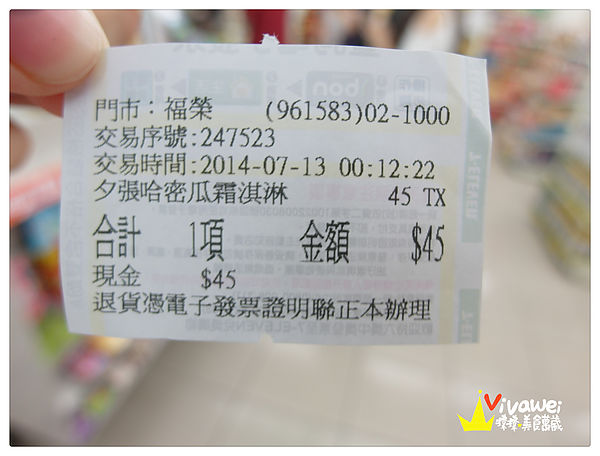 門市：福榮 (961583)02-1000
交易序號:247523
交易時間:2014-07-13 00:12:22
夕張哈密瓜霜淇淋 45 TX
合計 1項 金額 $45
現金 $45
退貨憑電子發票證明聯正本辦理
7-ELEVEN
Vivawei